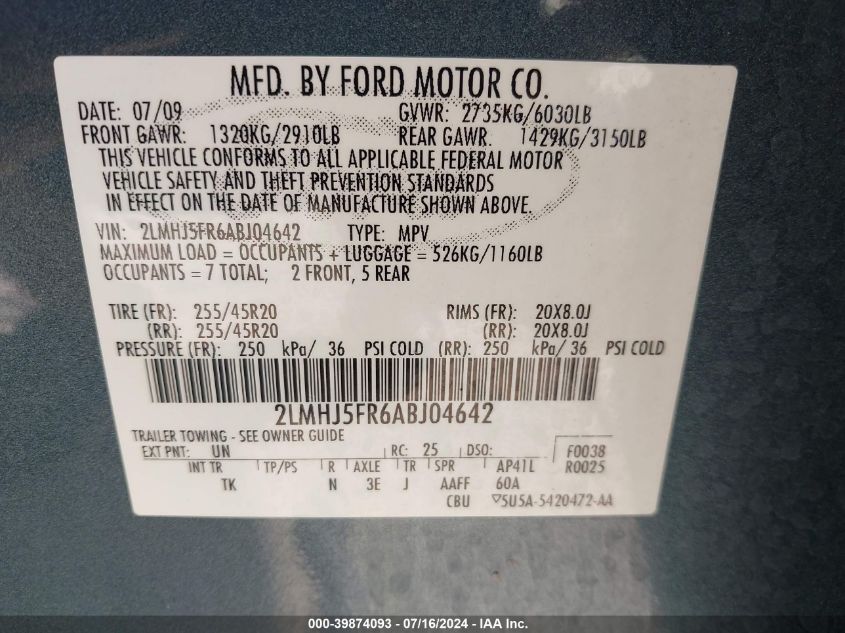 MFD. BY FORD MOTOR CO.
DATE: 07/09 GVWR: 2735KG/6030LB
FRONT GAWR: 1320KG/2910LB REAR GAWR: 1429KG/3150LB
THIS VEHICLE CONFORMS TO ALL APPLICABLE FEDERAL MOTOR
VEHICLE SAFETY AND THEFT PREVENTION STANDARDS
IN EFFECT ON THE DATE OF MANUFACTURE SHOWN ABOVE.
VIN: 2LMHJ5FR6ABJ04642 TYPE: MPV
MAXIMUM LOAD = OCCUPANTS + LUGGAGE = 526KG/1160LB
OCCUPANTS = 7 TOTAL; 2 FRONT, 5 REAR
TIRE (FR): 255/45R20 RIMS (FR): 20X8.0J
(RR): 255/45R20 (RR): 20X8.0J
PRESSURE (FR): 250 kPa/ 36 PSI COLD (RR): 250 kPa/ 36 PSI COLD
2LMHJ5FR6ABJ04642
TRAILER TOWING - SEE OWNER GUIDE
EXT PNT: UN RC: 25 DSO: F0038
INT TR TP/PS R AXLE TR SPR AP41L R0025
TK N 3E J AAFF 60A
CBU ▽5U5A-5420472-AA
000-39874093 - 07/16/2024 - IAA Inc.